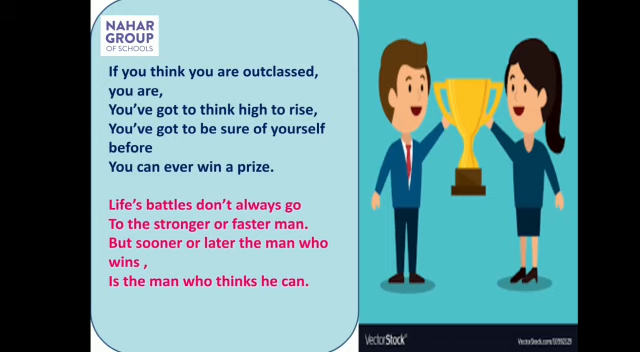 NAHAR
GROUP
OF SCHOOLS
If you think you are outclassed,
you are,
You’ve got to think high to rise,
You’ve got to be sure of yourself
before
You can ever win a prize.
Life’s battles don’t always go
To the stronger or faster man.
But sooner or later the man who
wins ,
Is the man who thinks he can.
VectorStock®